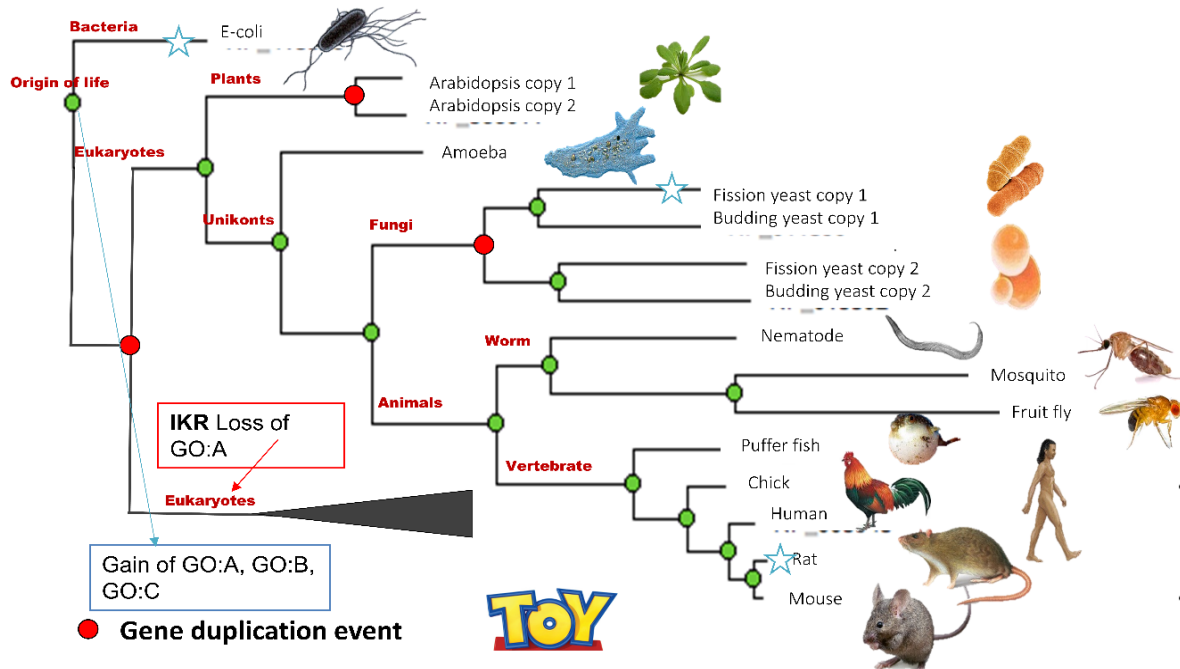 Bacteria
E-coli
Origin of life
Plants
Arabidopsis copy 1
Arabidopsis copy 2
Eukaryotes
Amoeba
Unikonts
Fungi
Fission yeast copy 1
Budding yeast copy 1
Fission yeast copy 2
Budding yeast copy 2
Worm
Nematode
Mosquito
Animals
Fruit fly
IKR Loss of
GO:A
Vertebrate
Puffer fish
Chick
Eukaryotes
Human
Rat
Mouse
Gain of GO:A, GO:B,
GO:C
TOY
Gene duplication event